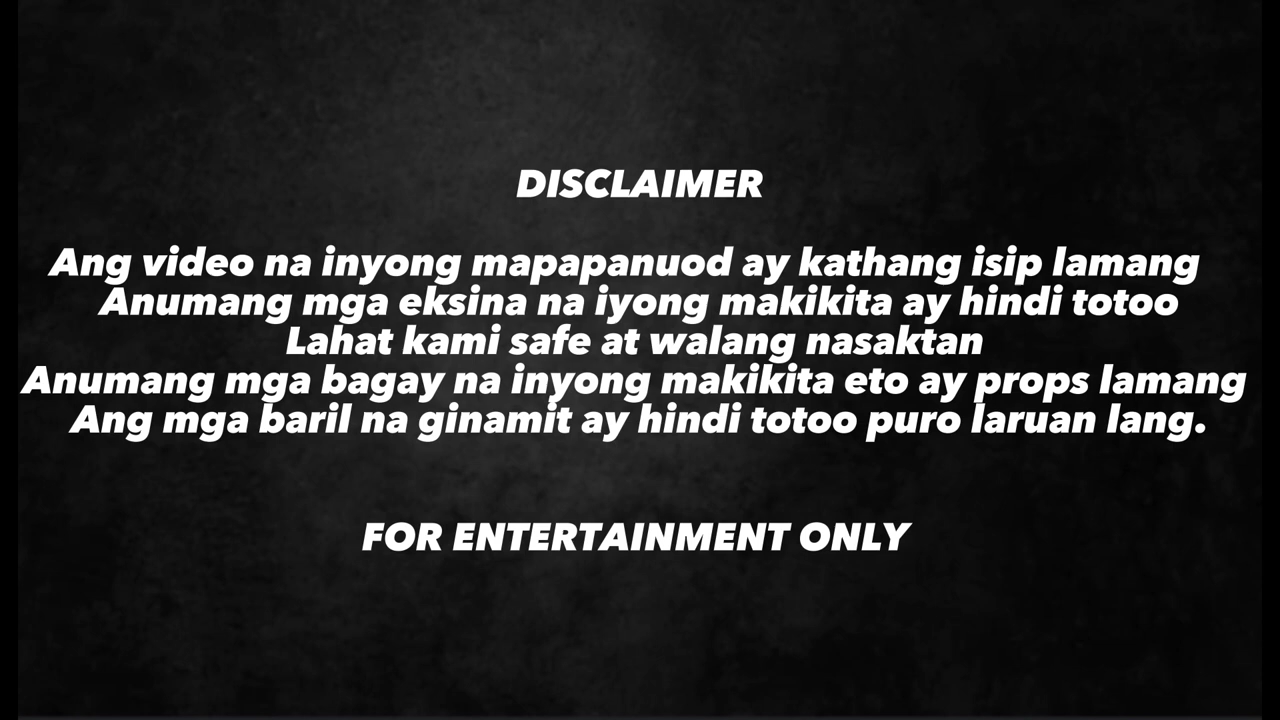 DISCLAIMER
Ang video na inyong mapapanuod ay kathang isip lamang
Anumang mga eksina na iyong makikita ay hindi totoo
Lahat kami safe at walang nasaktan
Anumang mga bagay na inyong makikita eto ay props lamang
Ang mga baril na ginamit ay hindi totoo puro laruan lang.
FOR ENTERTAINMENT ONLY